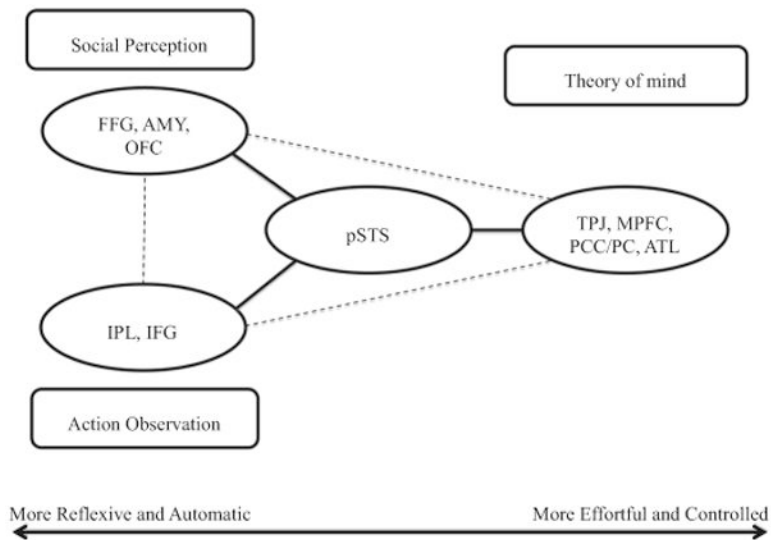 Social Perception
Theory of mind
FFG, AMY,
OFC
pSTS
TPJ, MPFC,
PCC/PC, ATL
IPL, IFG
Action Observation
More Reflexive and Automatic
More Effortful and Controlled